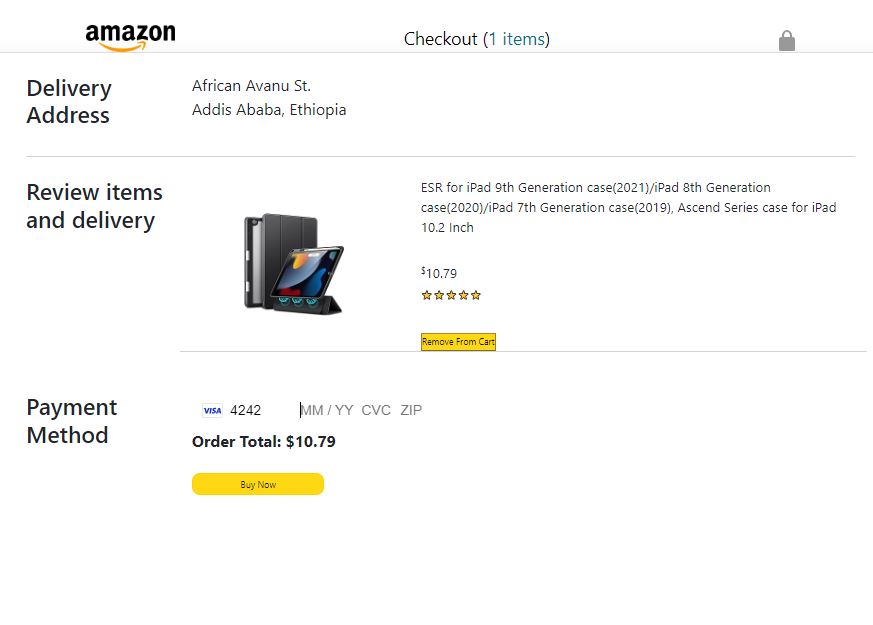 amazon
Checkout (1 items)
Delivery
Address
African Avanu St.
Addis Ababa, Ethiopia
Review items
and delivery
ESR for iPad 9th Generation case(2021)/iPad 8th Generation
case(2020)/iPad 7th Generation case(2019), Ascend Series case for iPad
10.2 Inch
$10.79
Remove From Cart
Payment
Method
VISA 4242 MM / YY CVC ZIP
Order Total: $10.79
Buy Now